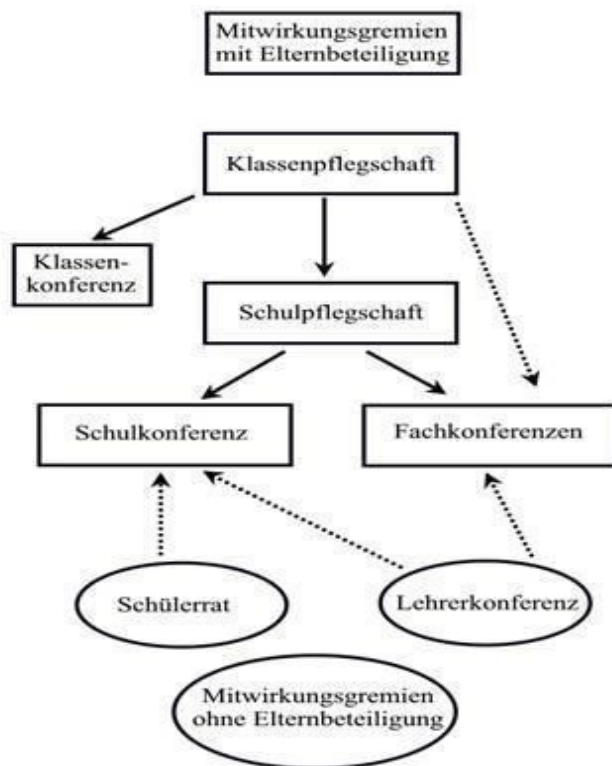 Mitwirkungsgremien
mit Elternbeteiligung
Klassenpflegschaft
Klassen-
konferenz
Schulpflegschaft
Schulkonferenz
Fachkonferenzen
Schülerrat
Lehrerkonferenz
Mitwirkungsgremien
ohne Elternbeteiligung